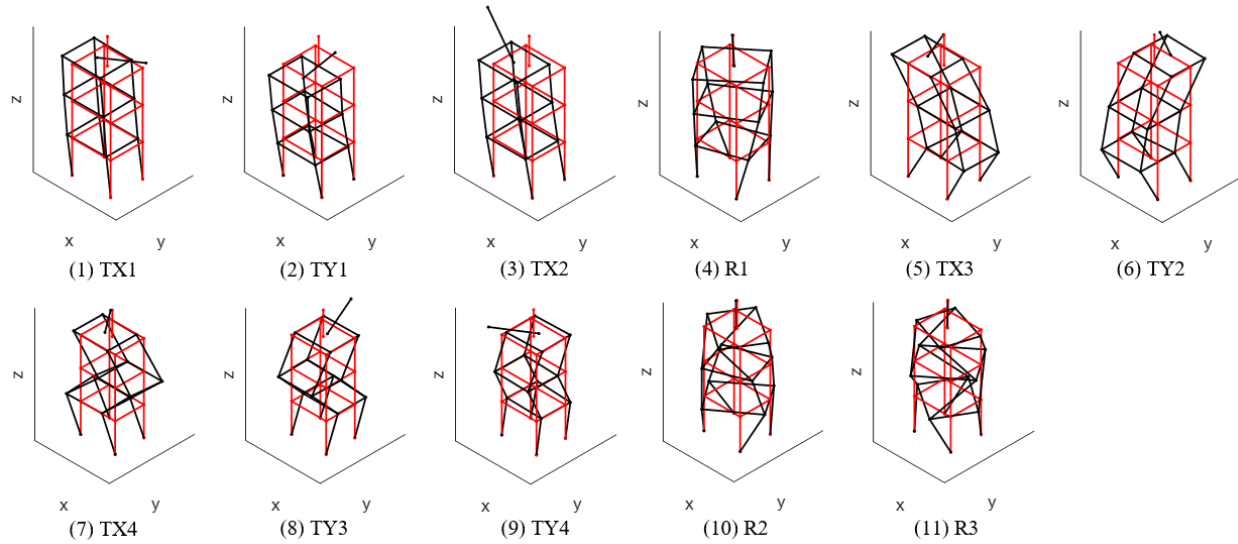 z z z z z z
x y x y x y x y x y x y
(1) TX1 (2) TY1 (3) TX2 (4) R1 (5) TX3 (6) TY2
z z z z z
x y x y x y x y x y
(7) TX4 (8) TY3 (9) TY4 (10) R2 (11) R3